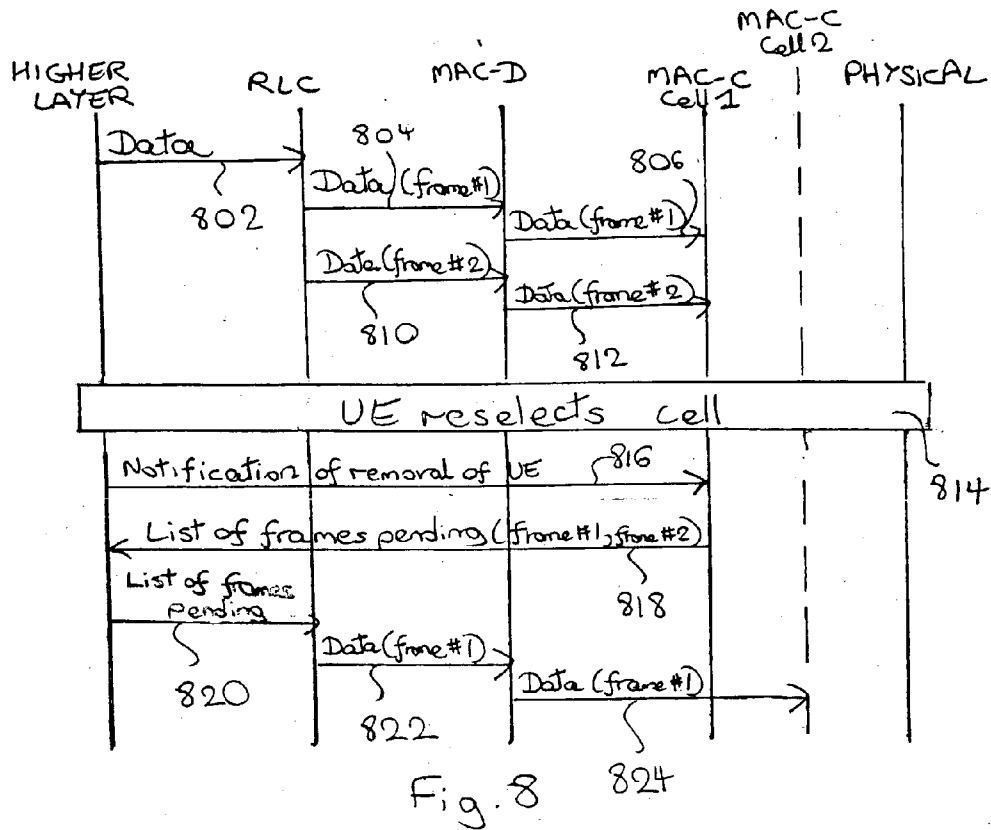 MAC-C
Cell 2
HIGHER
LAYER
RLC
MAC-D
MAC-C
Cell 1
PHYSICAL
Data
802
804
Data (frame #1)
806
Data (frame #1)
Data (frame #2)
810
Data (frame #2)
812
UE reselects cell
814
Notification of removal of UE
816
List of frames pending (frame #1, frame #2)
818
List of frames
pending
820
Data (frame #1)
822
Data (frame #1)
824
Fig. 8